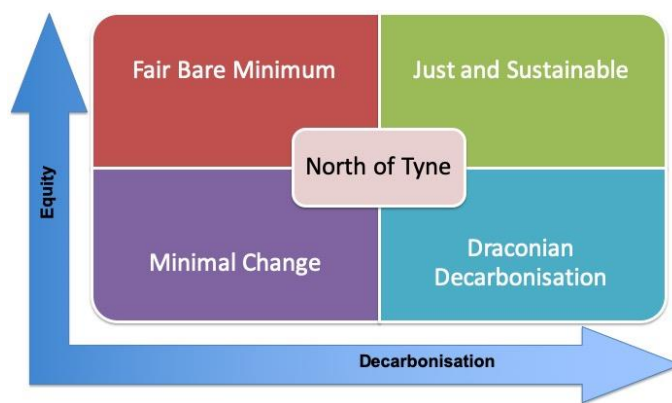 Fair Bare Minimum
Just and Sustainable
North of Tyne
Minimal Change
Draconian
Decarbonisation
Equity
Decarbonisation